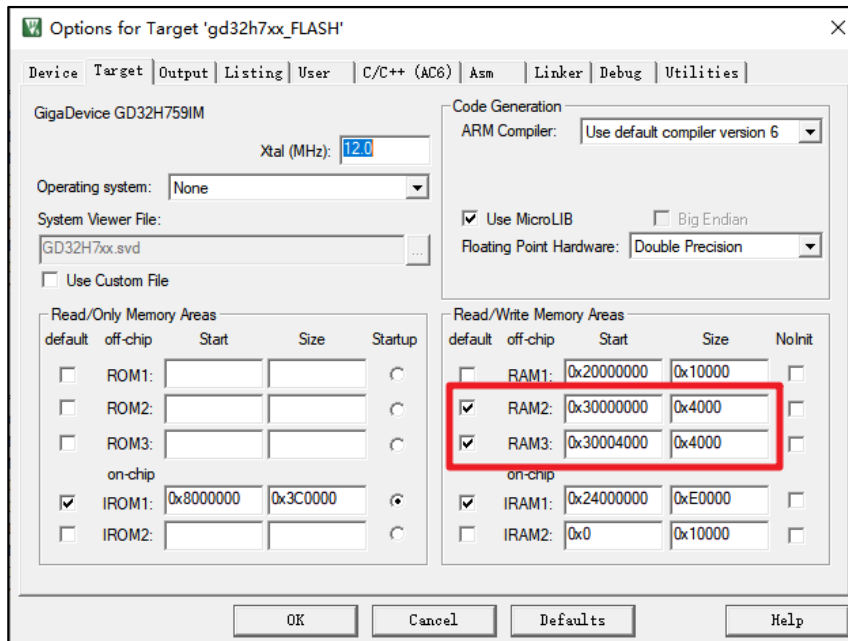 Options for Target 'gd32h7xx_FLASH'
Device Target Output Listing User C/C++ (AC6) Asm Linker Debug Utilities
GigaDevice GD32H759IM
Xtal (MHz): 12.0
Operating system: None
System Viewer File:
GD32H7xx.svd ...
Use Custom File
Code Generation
ARM Compiler: Use default compiler version 6
Use MicroLIB Big Endian
Floating Point Hardware: Double Precision
Read/Only Memory Areas
default off-chip Start Size Startup
ROM1:
ROM2:
ROM3:
on-chip
IROM1: 0x8000000 0x3C0000
IROM2:
Read/Write Memory Areas
default off-chip Start Size NoInit
RAM1: 0x20000000 0x10000
RAM2: 0x30000000 0x4000
RAM3: 0x30004000 0x4000
on-chip
IRAM1: 0x24000000 0xE0000
IRAM2: 0x0 0x10000
OK Cancel Defaults Help